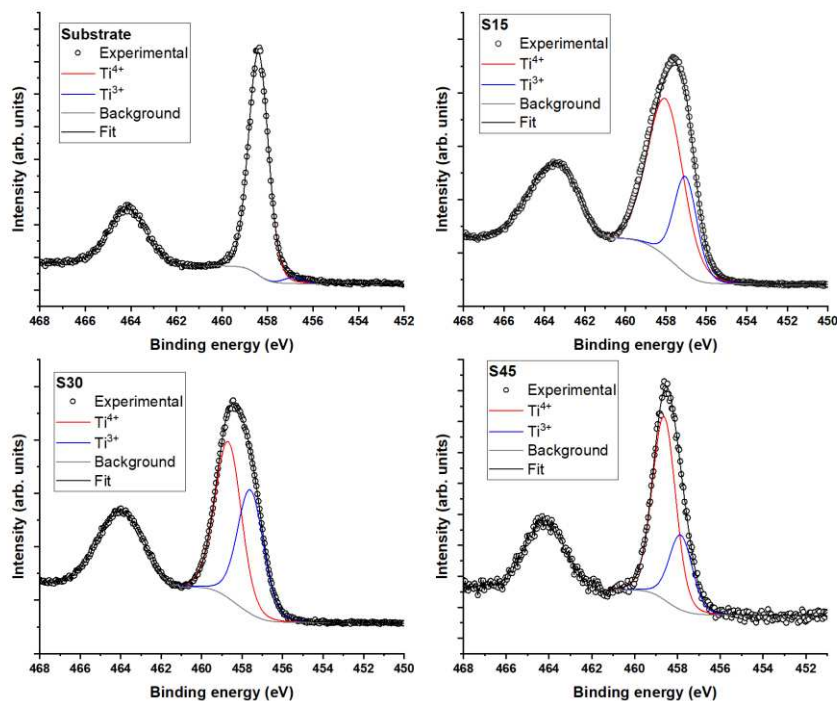 Substrate
Experimental
Ti4+
Ti3+
Background
Fit
Intensity (arb. units)
468 466 464 462 460 458 456 454 452
Binding energy (eV)
S15
Experimental
Ti4+
Ti3+
Background
Fit
Intensity (arb. units)
468 466 464 462 460 458 456 454 452 450
Binding energy (eV)
S30
Experimental
Ti4+
Ti3+
Background
Fit
Intensity (arb. units)
468 466 464 462 460 458 456 454 452 450
Binding energy (eV)
S45
Experimental
Ti4+
Ti3+
Background
Fit
Intensity (arb. units)
468 466 464 462 460 458 456 454 452
Binding energy (eV)